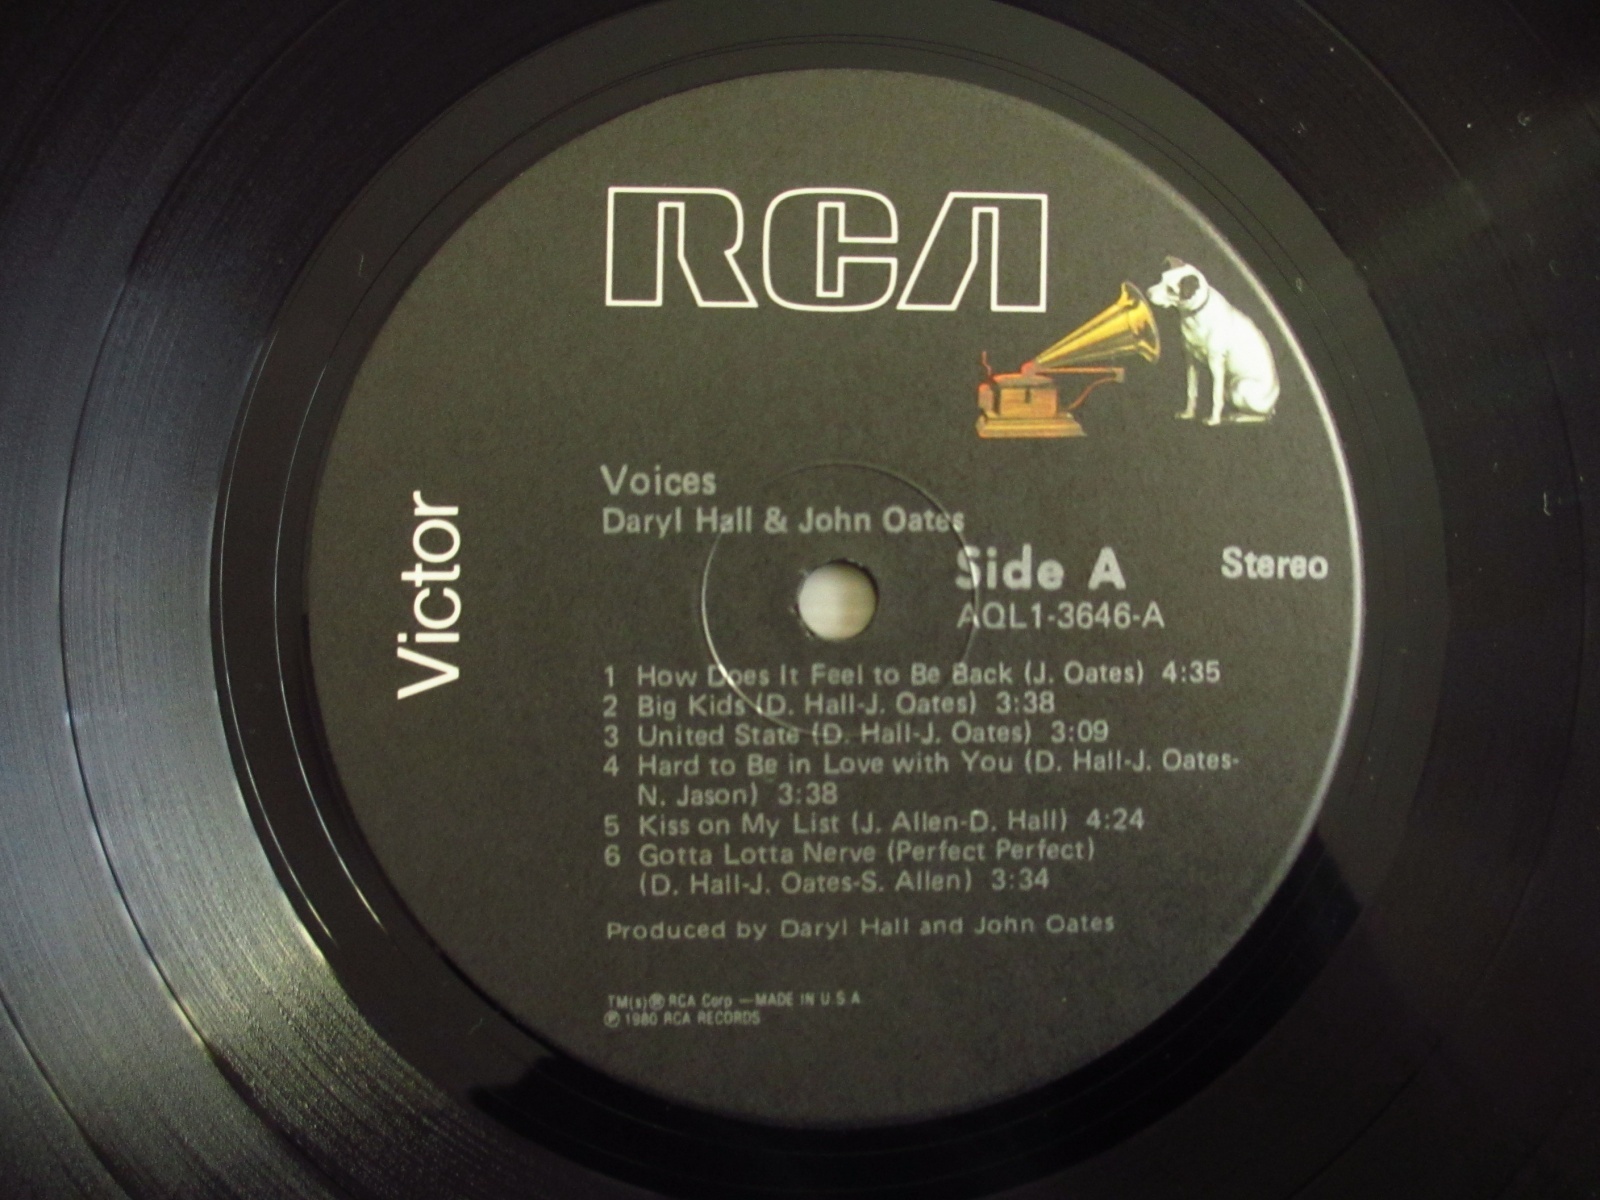 RCA
Victor
Voices
Daryl Hall & John Oates
Side A
Stereo
AQL1-3646-A
1 How Does It Feel to Be Back (J. Oates) 4:35
2 Big Kids (D. Hall-J. Oates) 3:38
3 United State (D. Hall-J. Oates) 3:09
4 Hard to Be in Love with You (D. Hall-J. Oates-
N. Jason) 3:38
5 Kiss on My List (J. Allen-D. Hall) 4:24
6 Gotta Lotta Nerve (Perfect Perfect)
(D. Hall-J. Oates-S. Allen) 3:34
Produced by Daryl Hall and John Oates
TM(s)® RCA Corp —MADE IN U.S.A
℗ 1980 RCA RECORDS